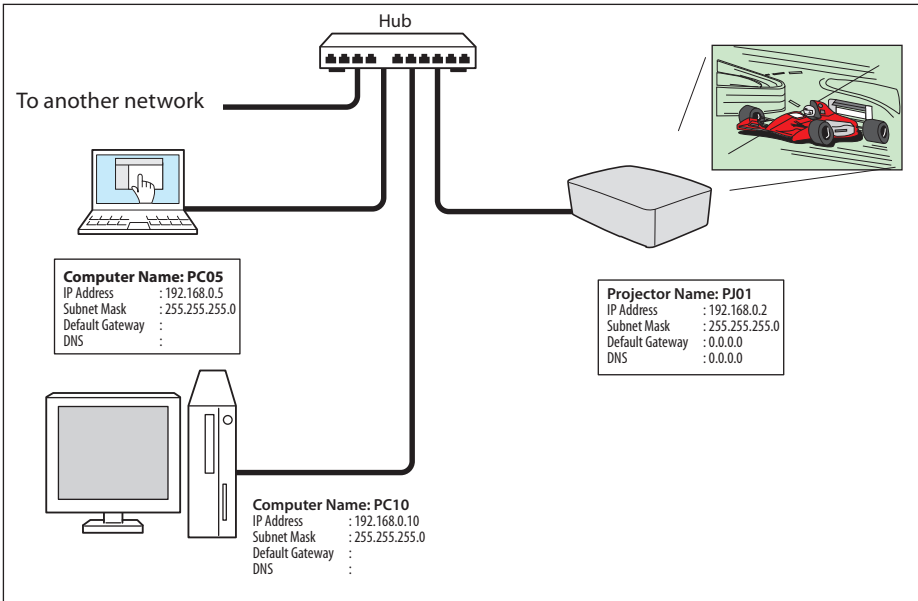 Hub
To another network
Computer Name: PC05
IP Address : 192.168.0.5
Subnet Mask : 255.255.255.0
Default Gateway :
DNS :
Projector Name: PJ01
IP Address : 192.168.0.2
Subnet Mask : 255.255.255.0
Default Gateway : 0.0.0.0
DNS : 0.0.0.0
Computer Name: PC10
IP Address : 192.168.0.10
Subnet Mask : 255.255.255.0
Default Gateway :
DNS :